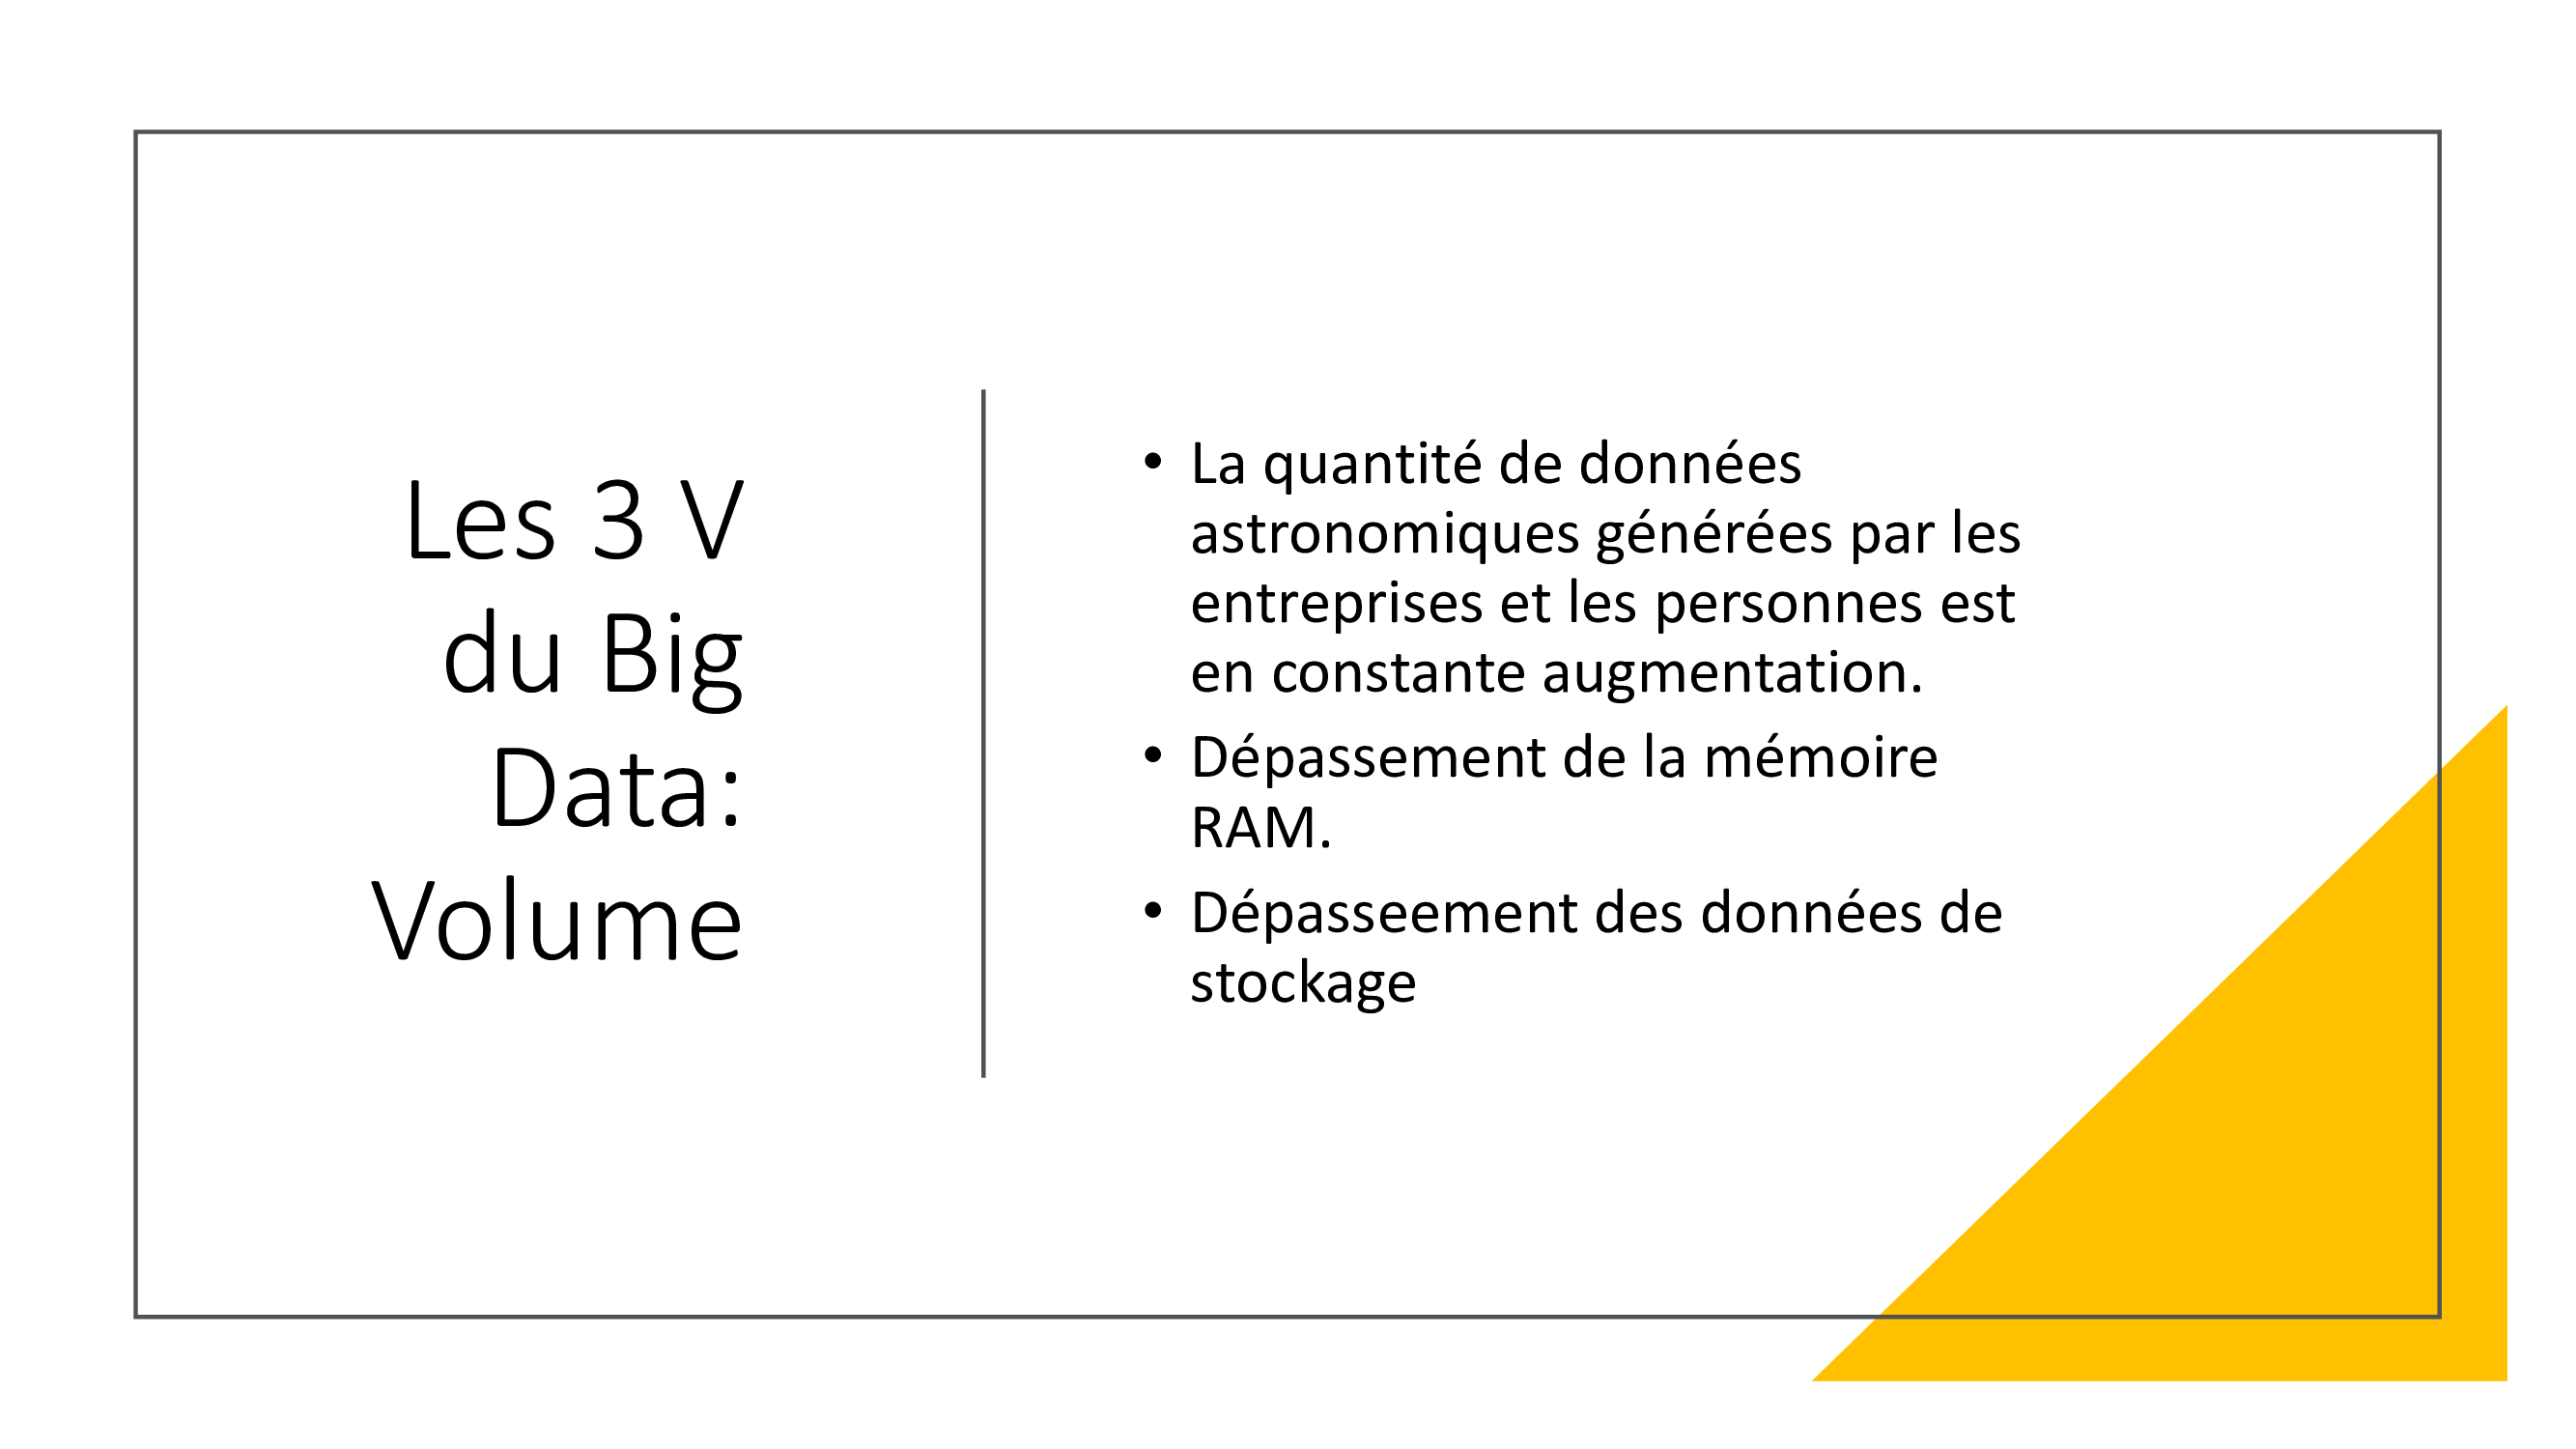 Les 3 V
du Big
Data:
Volume
• La quantité de données
astronomiques générées par les
entreprises et les personnes est
en constante augmentation.
• Dépassement de la mémoire
RAM.
• Dépasseement des données de
stockage